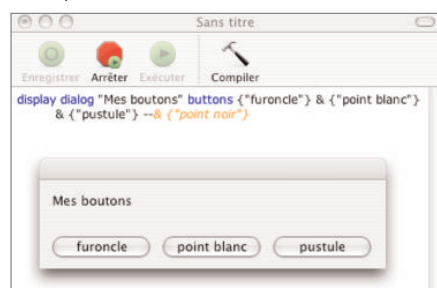 Sans titre
Enregistrer Arrêter Exécuter Compiler
display dialog "Mes boutons" buttons {"furoncle"} & {"point blanc"}
& {"pustule"} --& {"point noir"}
Mes boutons
furoncle point blanc pustule